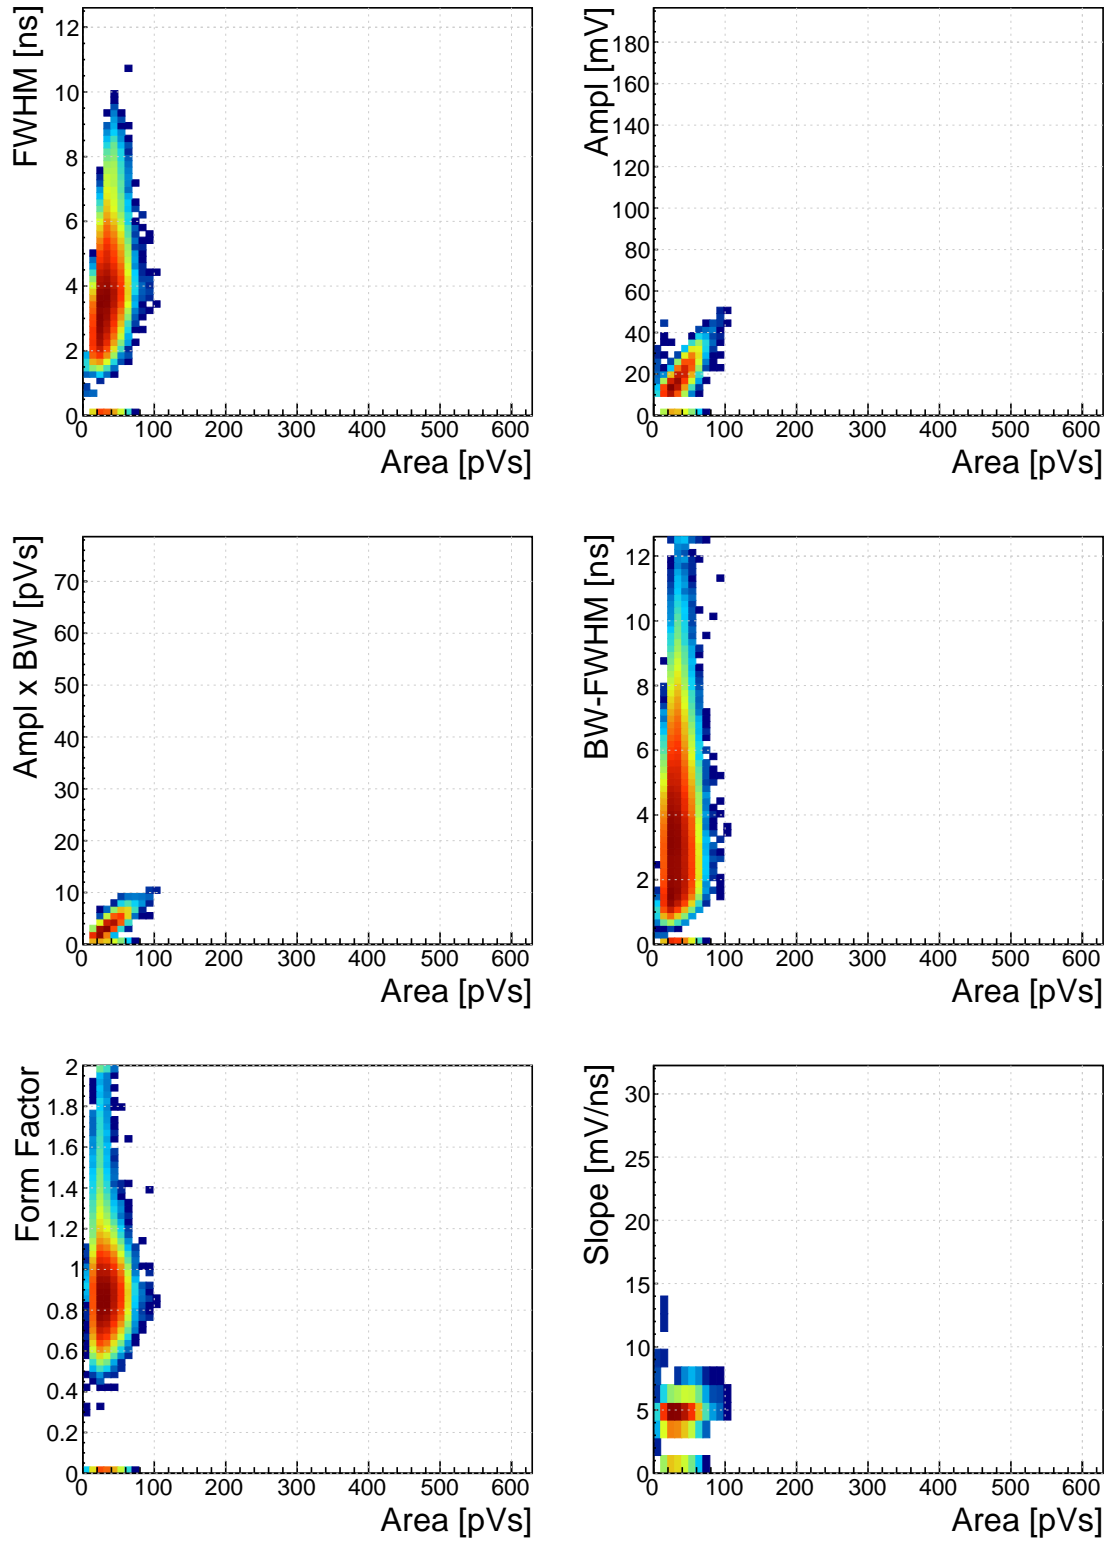 FWHM [ns]
12
10
8
6
4
2
0
0 100 200 300 400 500 600
Area [pVs]
Ampl [mV]
180
160
140
120
100
80
60
40
20
0
0 100 200 300 400 500 600
Area [pVs]
Ampl x BW [pVs]
70
60
50
40
30
20
10
0
0 100 200 300 400 500 600
Area [pVs]
BW-FWHM [ns]
12
10
8
6
4
2
0
0 100 200 300 400 500 600
Area [pVs]
Form Factor
2
1.8
1.6
1.4
1.2
1
0.8
0.6
0.4
0.2
0
0 100 200 300 400 500 600
Area [pVs]
Slope [mV/ns]
30
25
20
15
10
5
0
0 100 200 300 400 500 600
Area [pVs]